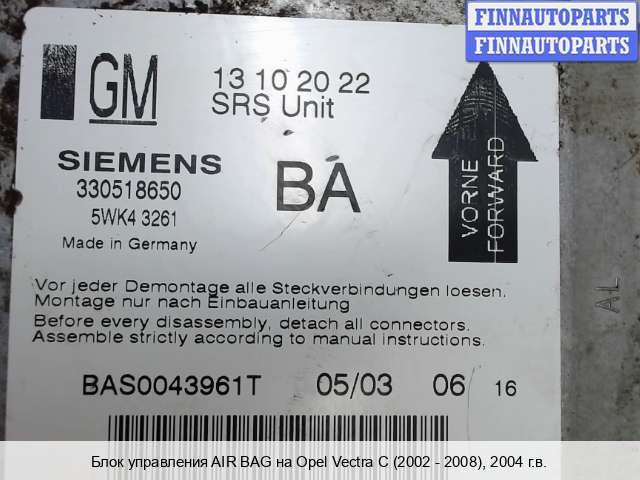 FINNAUTOPARTS
FINNAUTOPARTS
GM
13 10 20 22
SRS Unit
SIEMENS
330518650
5WK4 3261
Made in Germany
BA
VORNE
FORWARD
AL
Vor jeder Demontage alle Steckverbindungen loesen.
Montage nur nach Einbauanleitung
Before every disassembly, detach all connectors.
Assemble strictly according to manual instructions.
BAS0043961T 05/03 06 16
Блок управления AIR BAG на Opel Vectra C (2002 - 2008), 2004 г.в.